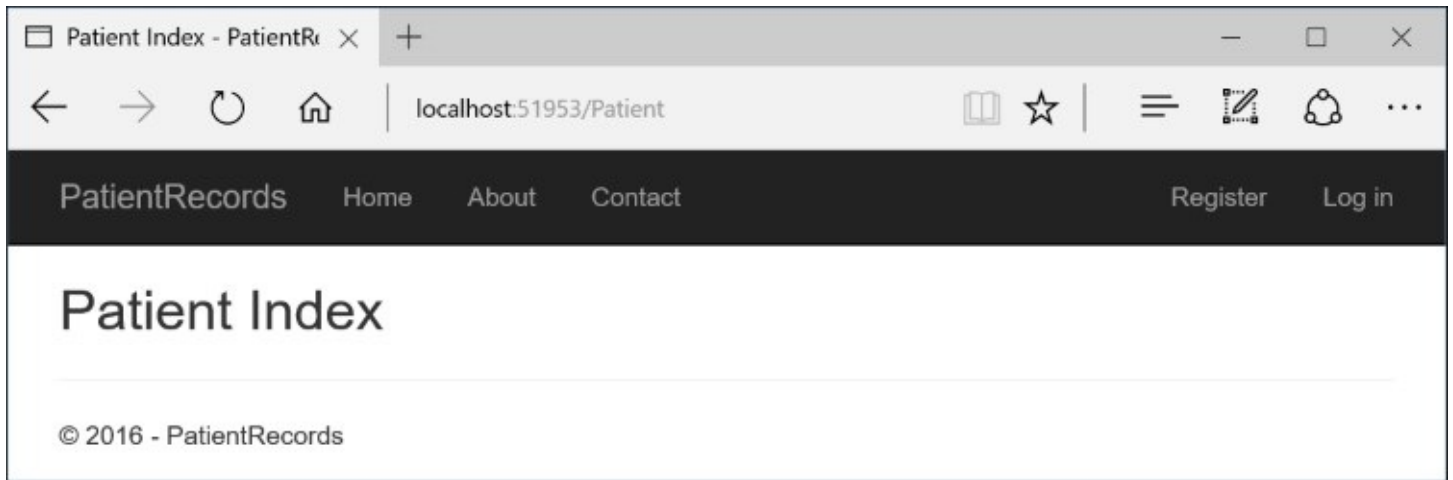 Patient Index - PatientR
localhost:51953/Patient
PatientRecords Home About Contact Register Log in
Patient Index
© 2016 - PatientRecords